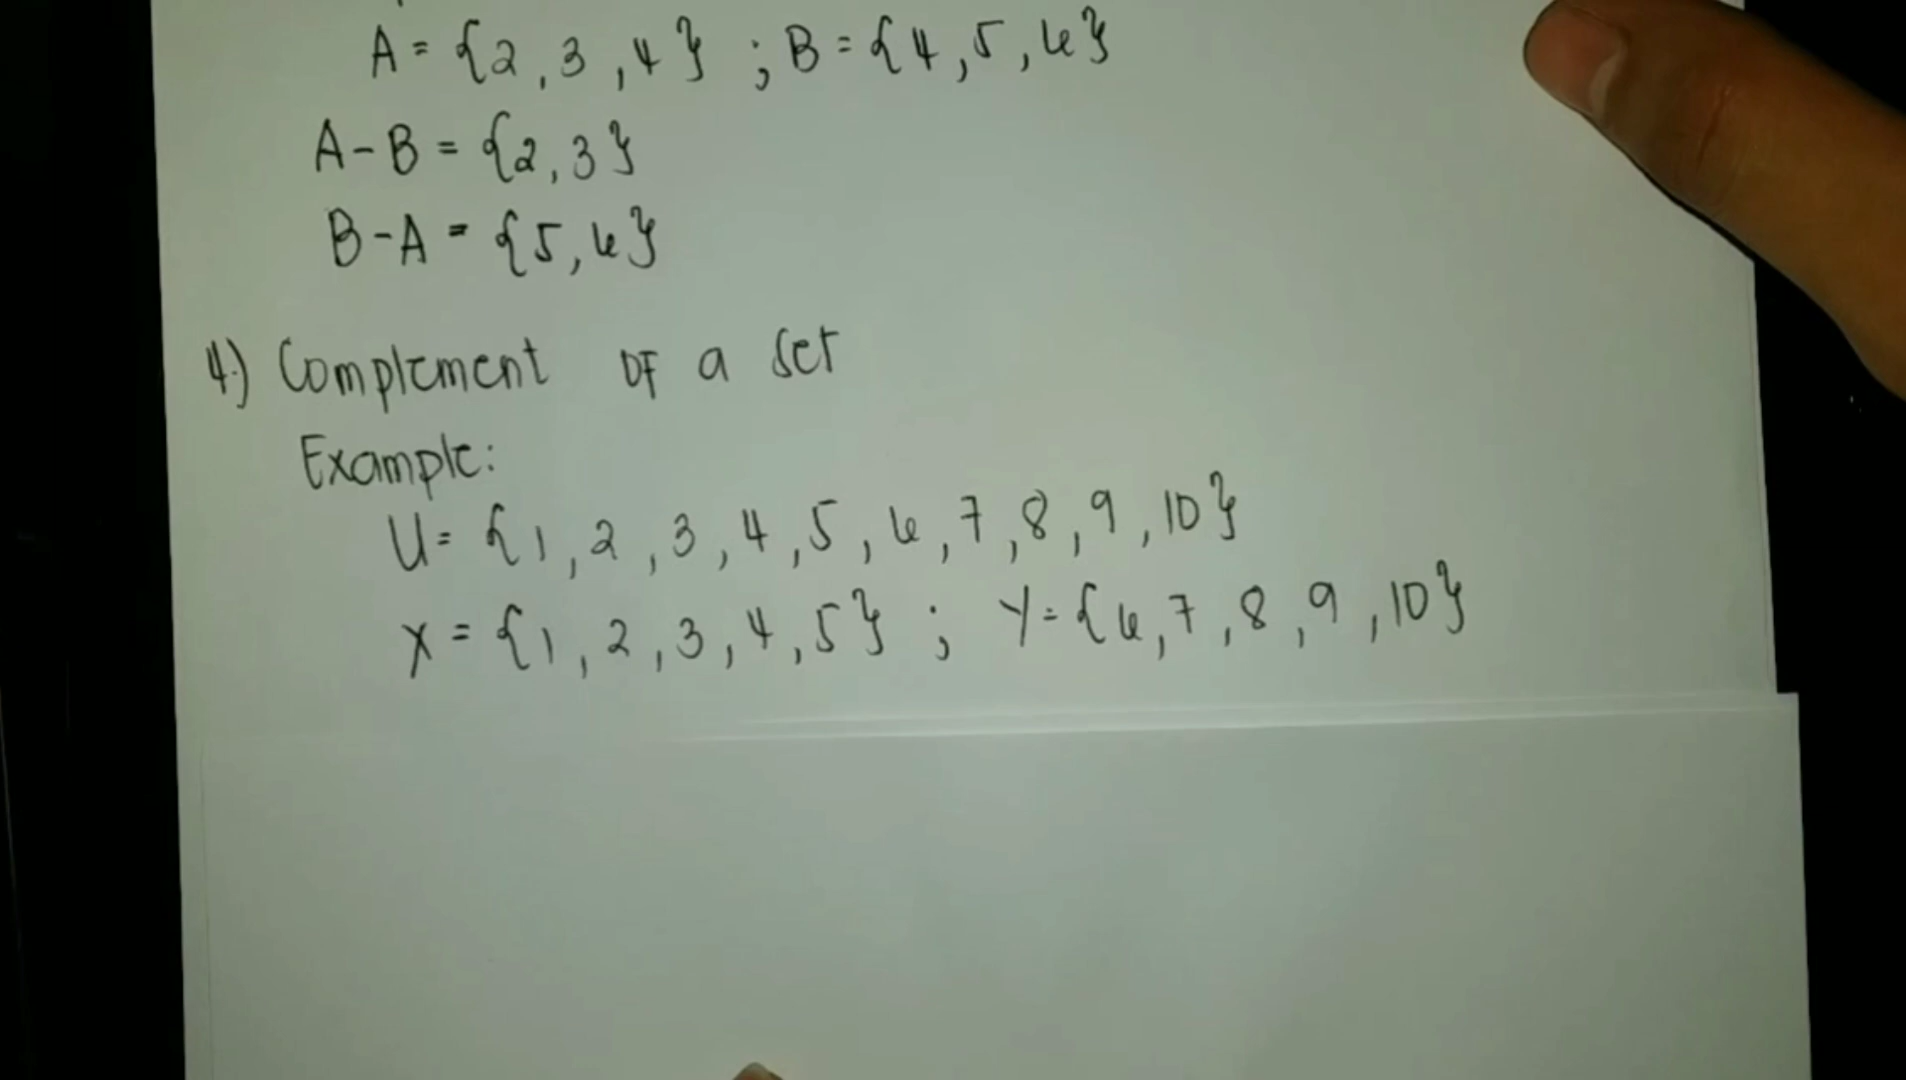 A = {2, 3, 4} ; B = {4, 5, 6}
A - B = {2, 3}
B - A = {5, 6}
4.) Complement of a set
Example:
U = {1, 2, 3, 4, 5, 6, 7, 8, 9, 10}
X = {1, 2, 3, 4, 5} ; Y = {6, 7, 8, 9, 10}